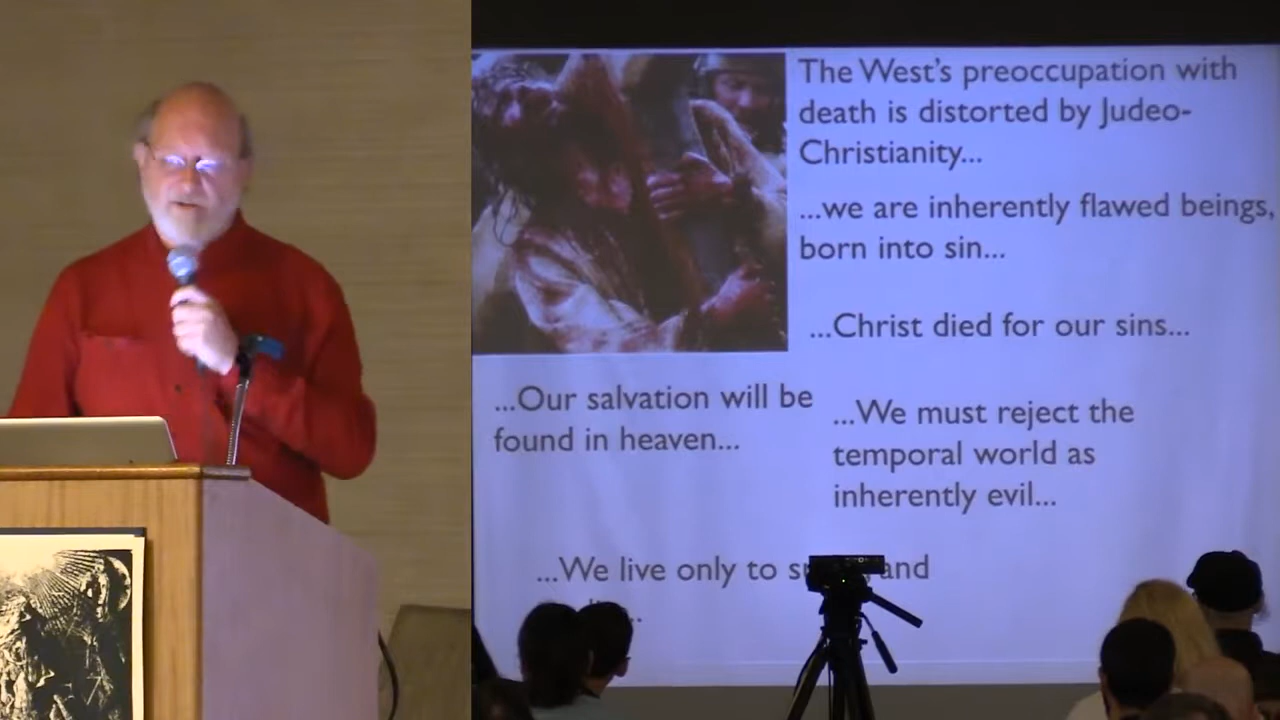 The West's preoccupation with
death is distorted by Judeo-
Christianity...
...we are inherently flawed beings,
born into sin...
...Christ died for our sins...
...Our salvation will be
found in heaven...
...We must reject the
temporal world as
inherently evil...
...We live only to and